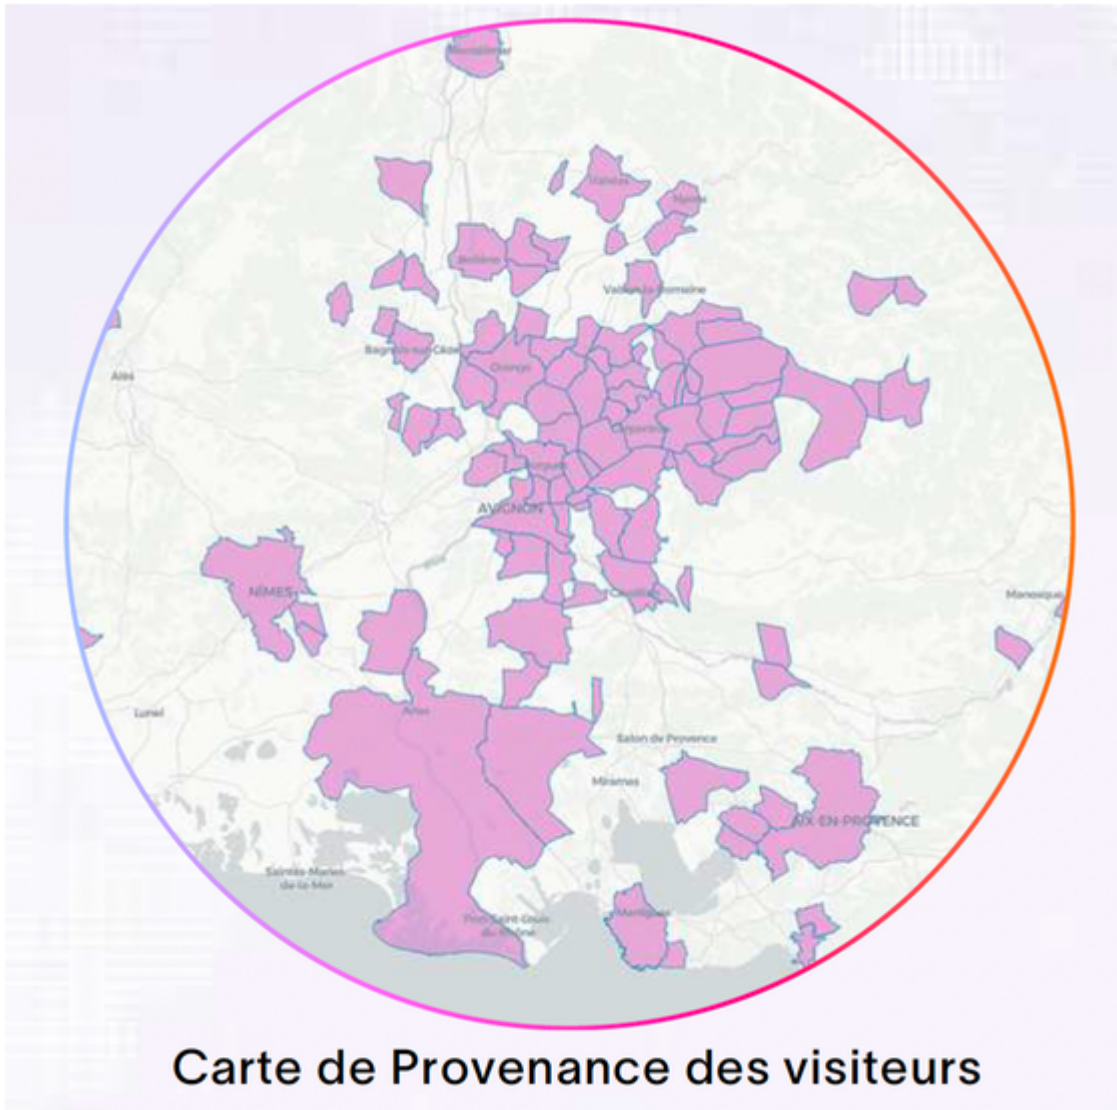 Montélimar
Valréas
Nyons
Bollène
Vaison-la-Romaine
Bagnols-sur-Cèze
Orange
Alès
Carpentras
AVIGNON
NÎMES
Cavaillon
Manosque
Arles
Lunel
Salon de Provence
Miramas
AIX-EN-PROVENCE
Saintes-Maries-
de-la-Mer
Martigues
Port-Saint-Louis
du-Rhône
Carte de Provenance des visiteurs